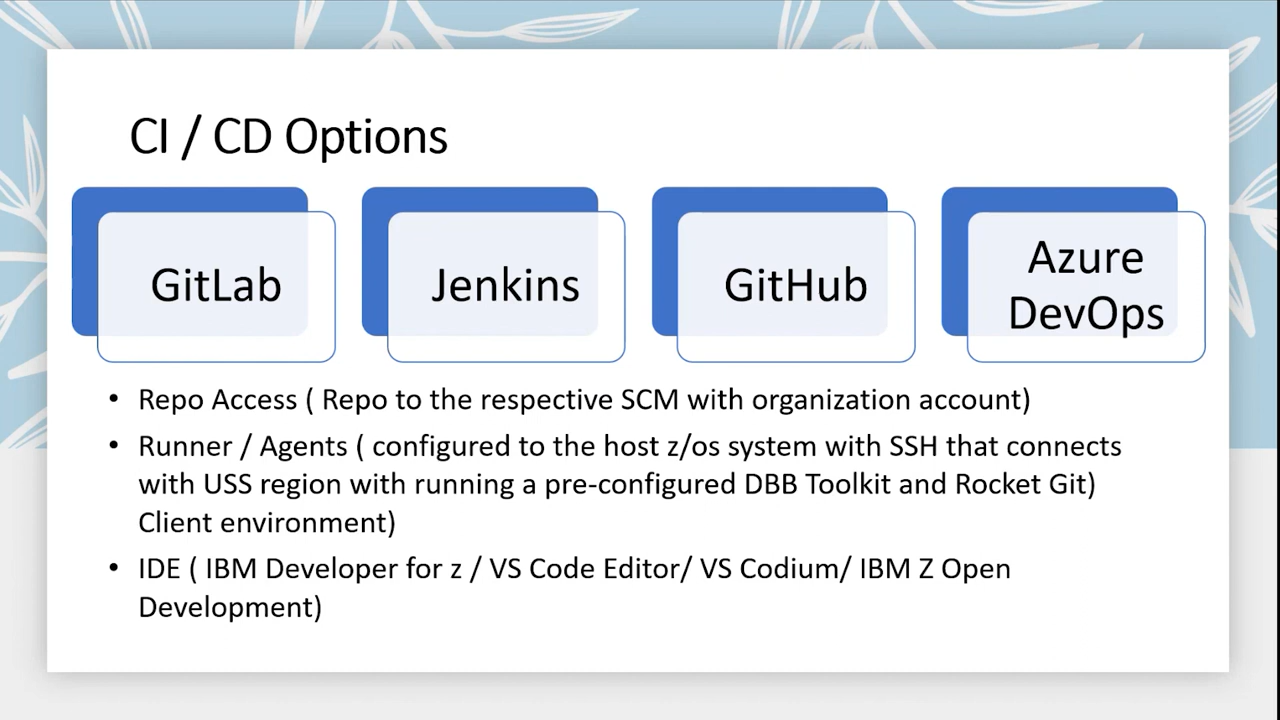 CI / CD Options
GitLab
Jenkins
GitHub
Azure
DevOps
• Repo Access ( Repo to the respective SCM with organization account)
• Runner / Agents ( configured to the host z/os system with SSH that connects
with USS region with running a pre-configured DBB Toolkit and Rocket Git)
Client environment)
• IDE ( IBM Developer for z / VS Code Editor/ VS Codium/ IBM Z Open
Development)